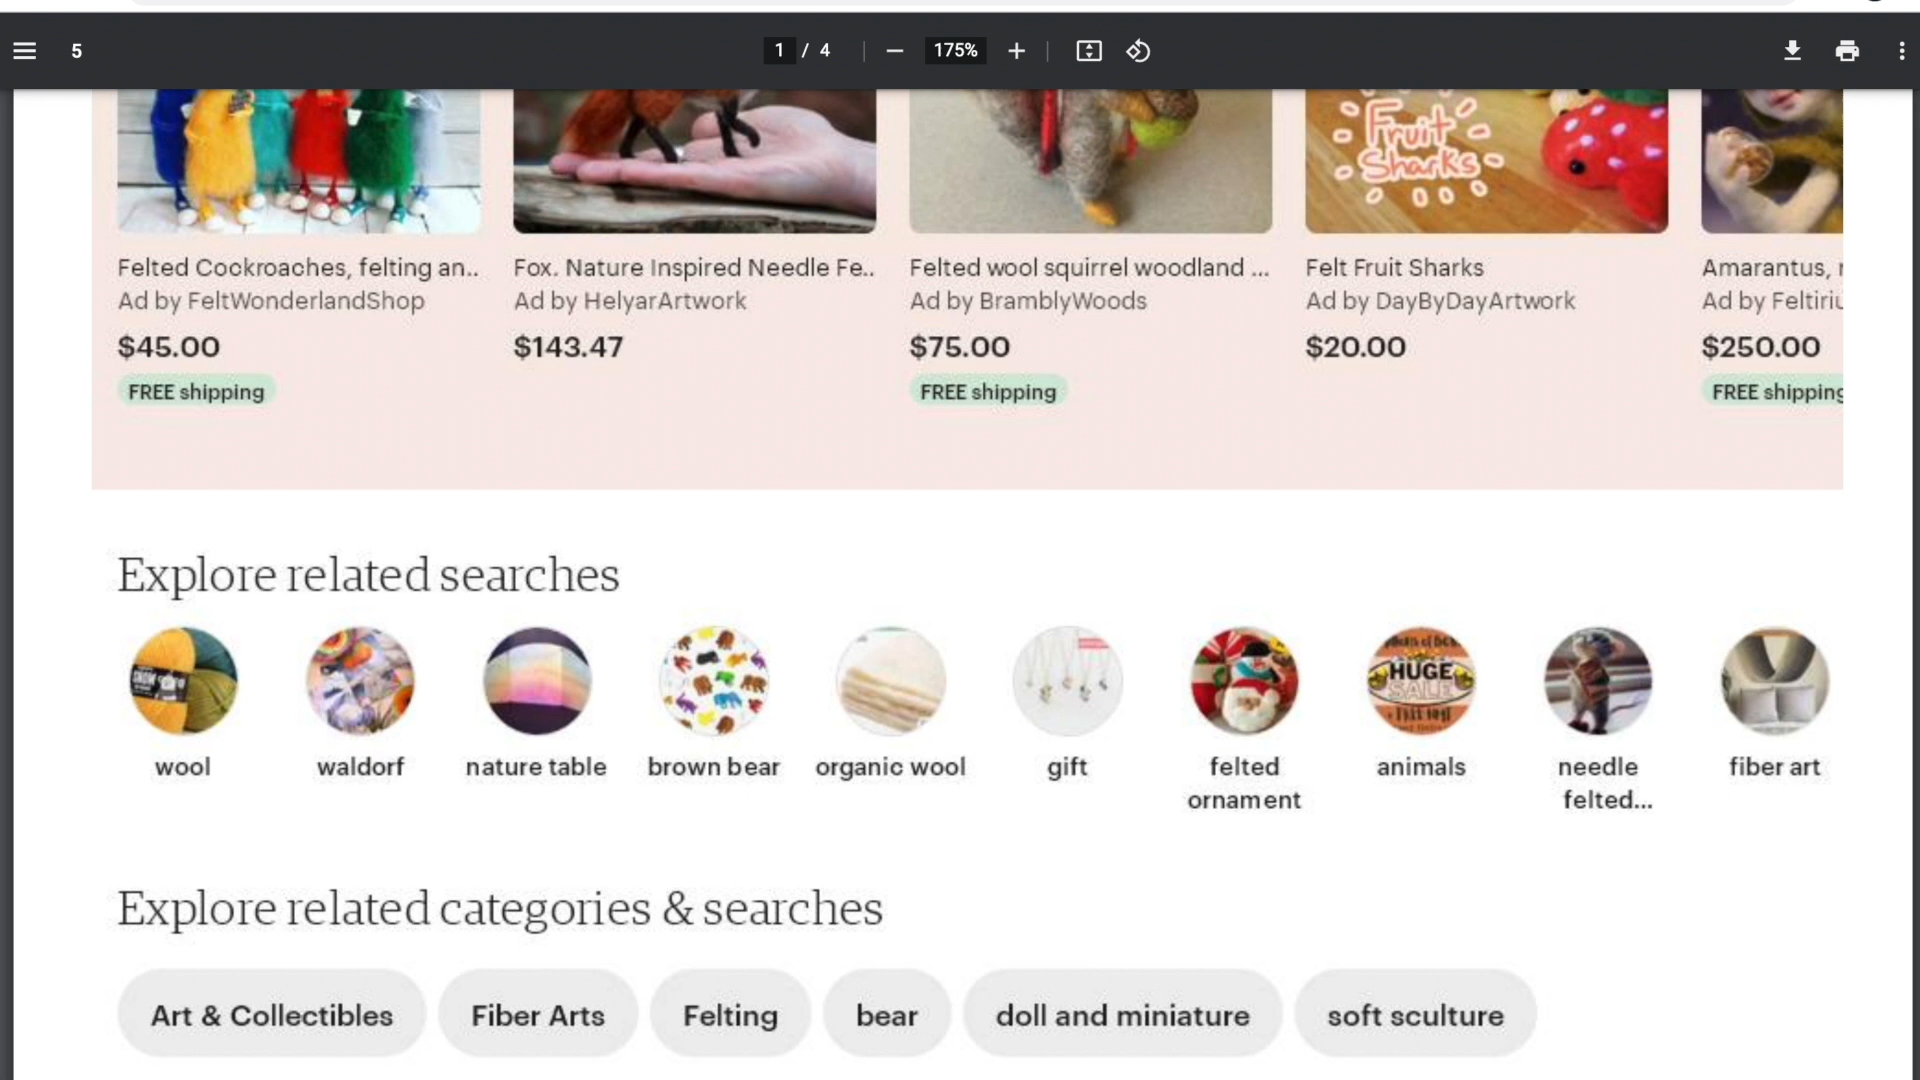 5
1 / 4
175%
Fruit
Sharks
Felted Cockroaches, felting an..
Ad by FeltWonderlandShop
$45.00
FREE shipping
Fox. Nature Inspired Needle Fe..
Ad by HelyarArtwork
$143.47
Felted wool squirrel woodland ...
Ad by BramblyWoods
$75.00
FREE shipping
Felt Fruit Sharks
Ad by DayByDayArtwork
$20.00
Amarantus,
Ad by
$250.00
FREE shipping
Explore related searches
HUGE
SALE
wool
waldorf
nature table
brown bear
organic wool
gift
felted
ornament
animals
needle
felted...
fiber art
Explore related categories & searches
Art & Collectibles
Fiber Arts
Felting
bear
doll and miniature
soft sculture